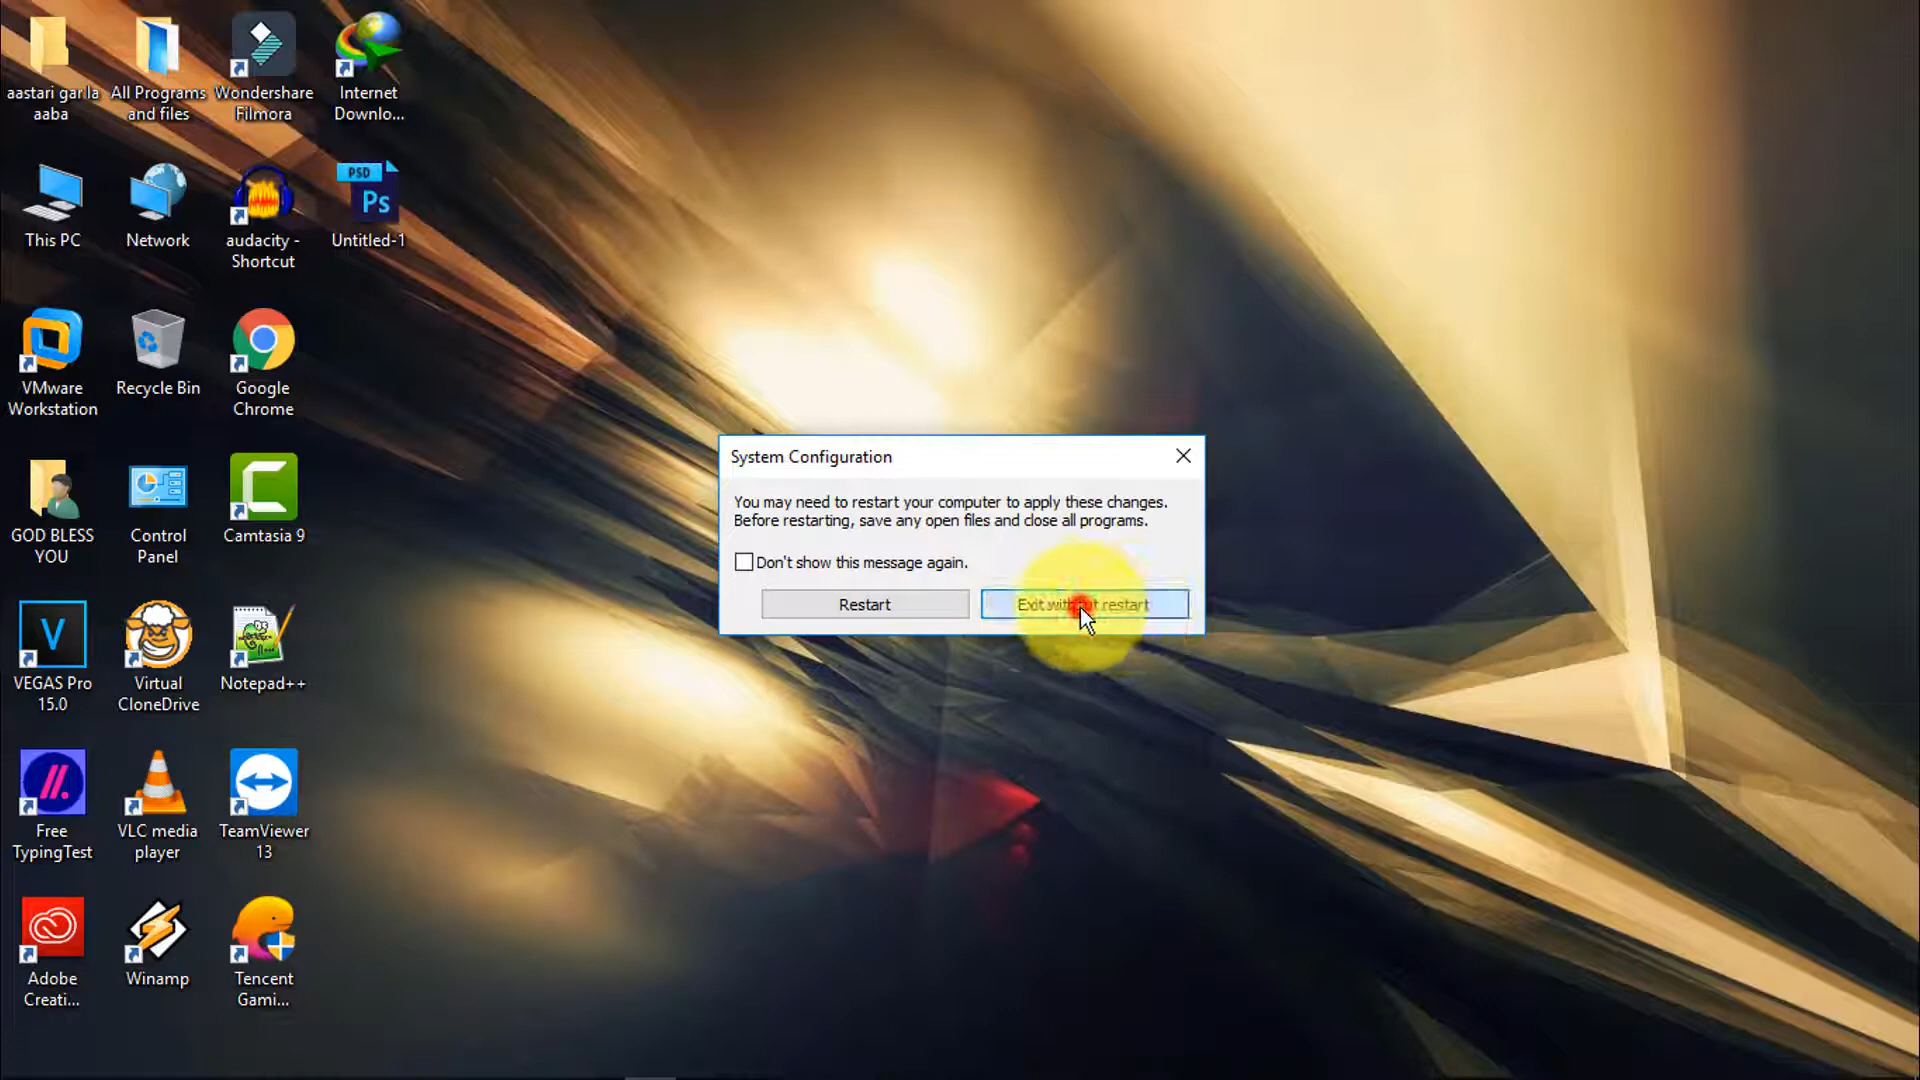 aastari gar la
aaba
All Programs
and files
Wondershare
Filmora
Internet
Downlo...
This PC
Network
audacity -
Shortcut
PSD
Ps
Untitled-1
VMware
Workstation
Recycle Bin
Google
Chrome
GOD BLESS
YOU
Control
Panel
Camtasia 9
VEGAS Pro
15.0
Virtual
CloneDrive
Notepad++
Free
TypingTest
VLC media
player
TeamViewer
13
Adobe
Creati...
Winamp
Tencent
Gami...
System Configuration
You may need to restart your computer to apply these changes.
Before restarting, save any open files and close all programs.
Don't show this message again.
Restart
Exit without restart